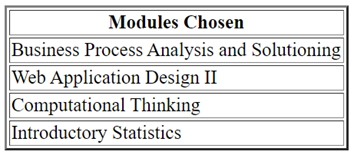 Modules Chosen
Business Process Analysis and Solutioning
Web Application Design II
Computational Thinking
Introductory Statistics